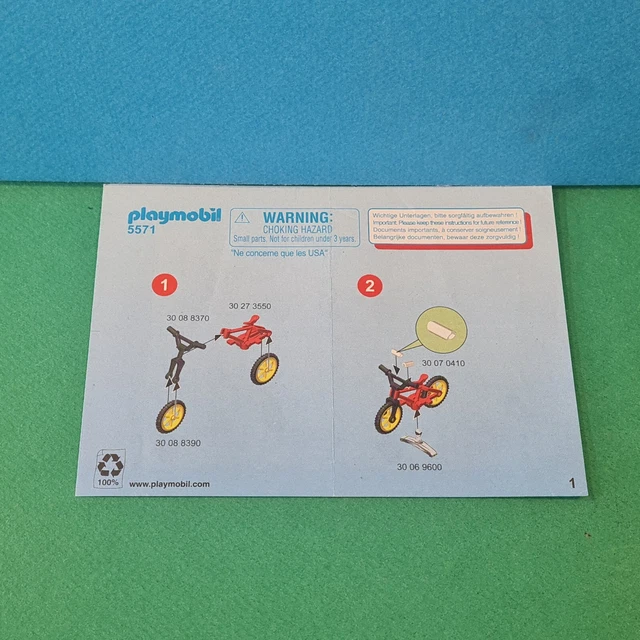 playmobil
5571
WARNING:
CHOKING HAZARD
Small parts. Not for children under 3 years.
"Ne concerne que les USA"
Wichtige Unterlagen, bitte sorgfältig aufbewahren !
Important: Please keep these instructions for future reference !
Documents importants, à conserver soigneusement !
Belangrijke documenten, bewaar deze zorgvuldig !
1
30 08 8370
30 27 3550
30 08 8390
2
30 07 0410
30 06 9600
100%
www.playmobil.com
1